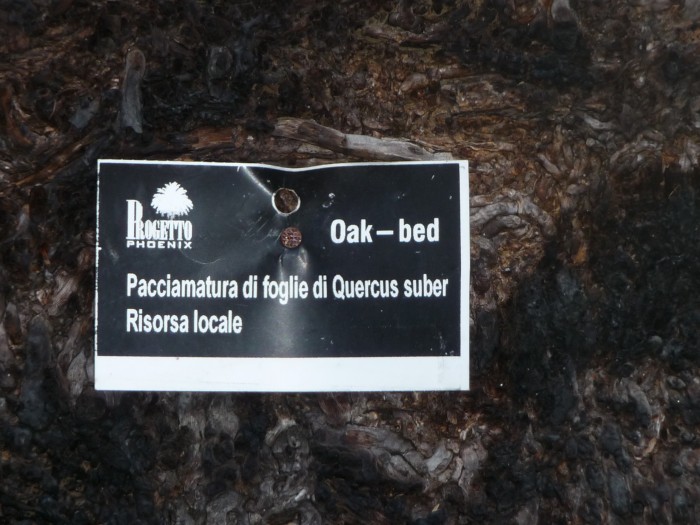 PROGETTO
PHOENIX
Oak – bed
Pacciamatura di foglie di Quercus suber
Risorsa locale